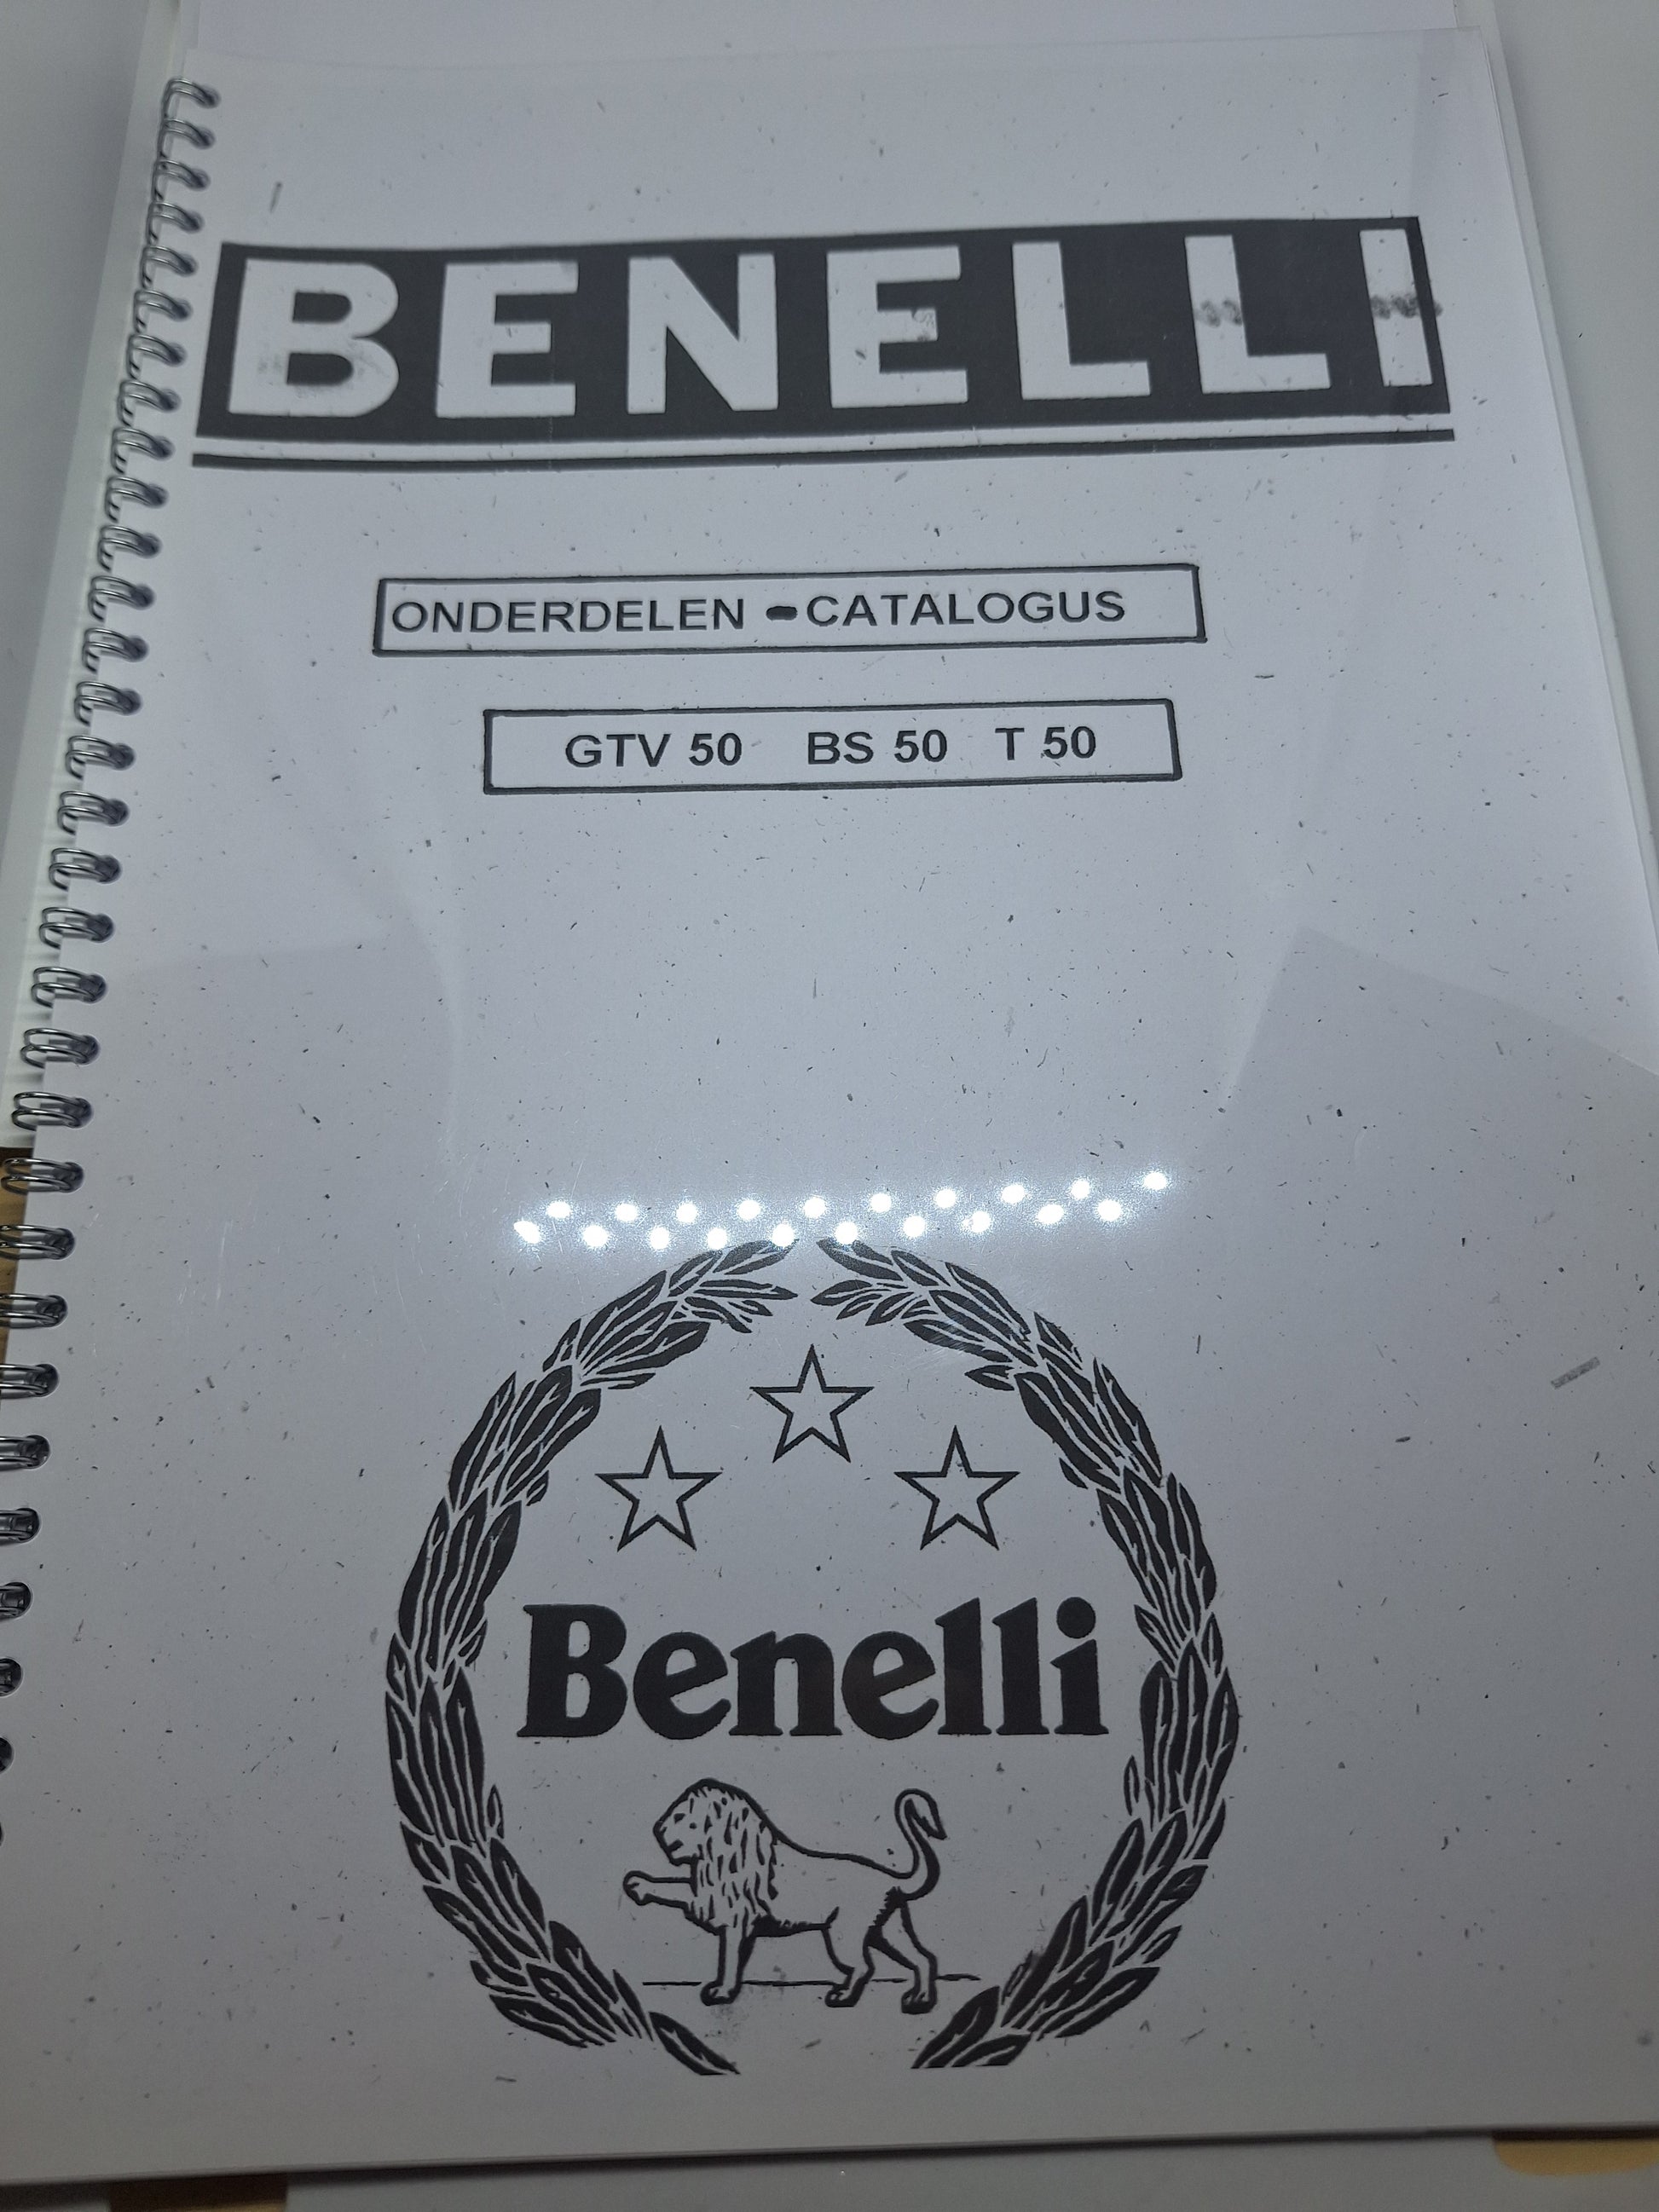 BENELLI
ONDERDELEN - CATALOGUS
GTV 50 BS 50 T 50
Benelli